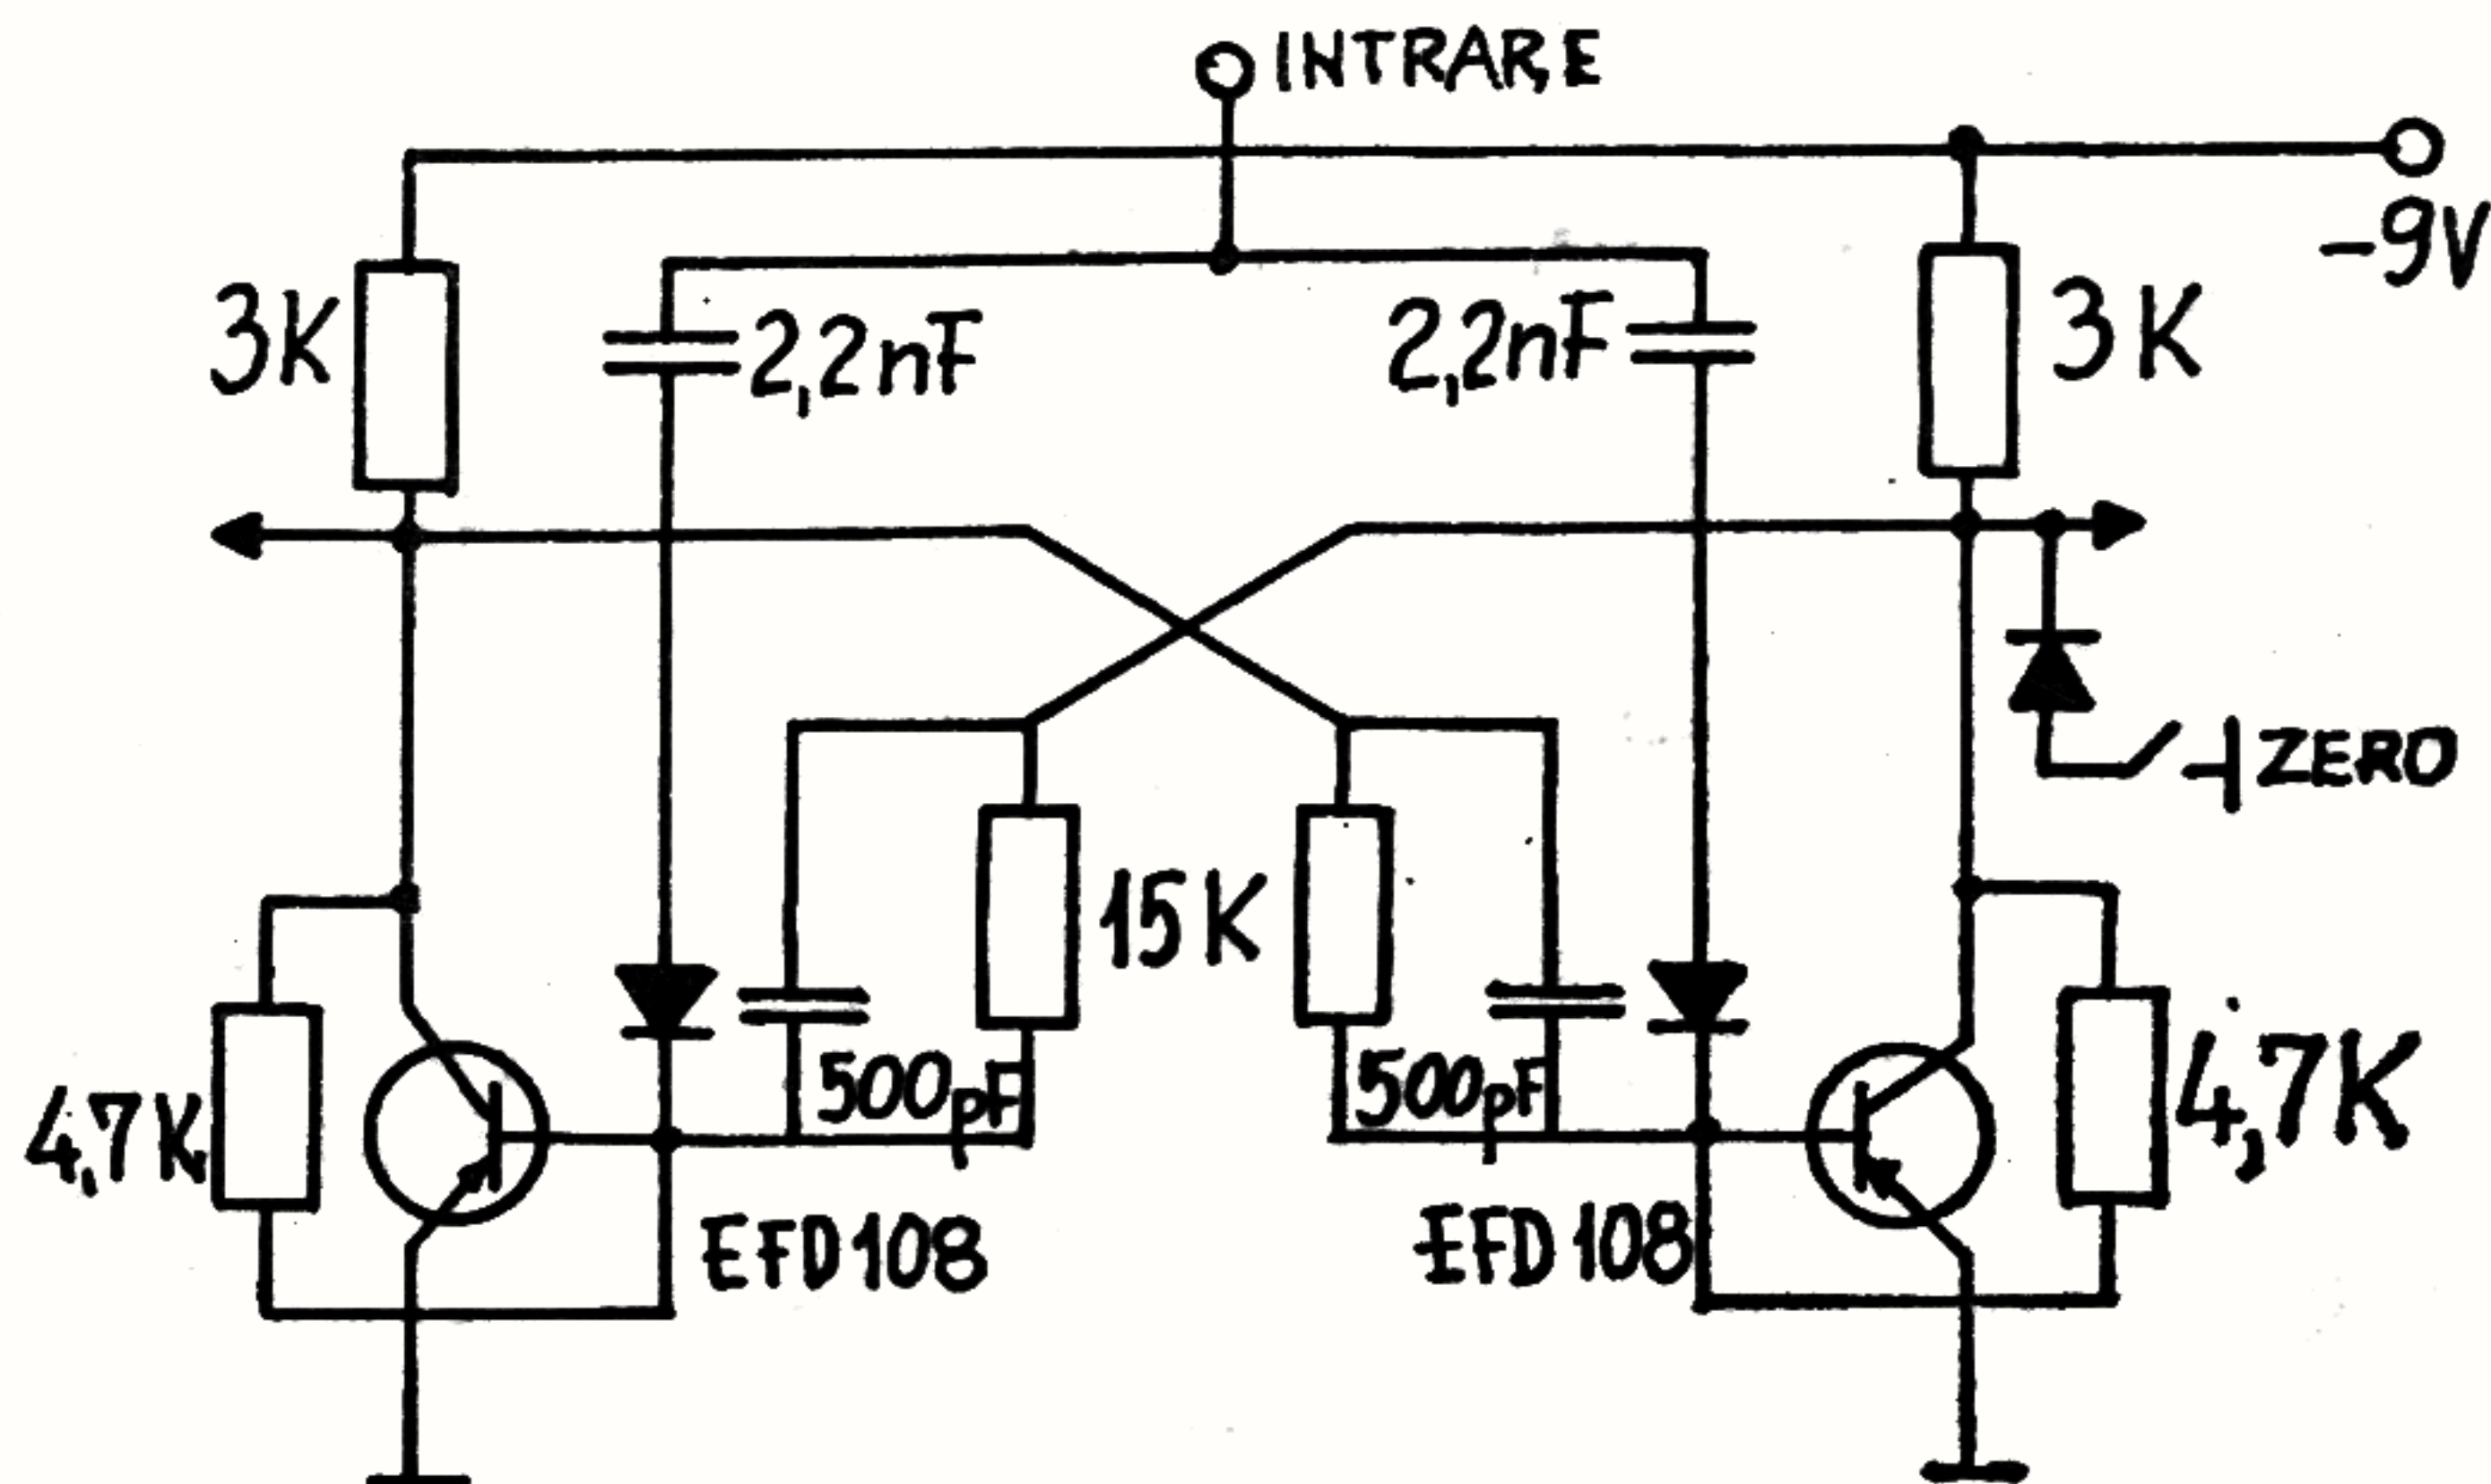 INTRARE
-9V
3K
2,2nF
2,2nF
3K
ZERO
15K
4,7K
500pF
500pF
4,7K
EFD108
EFD108